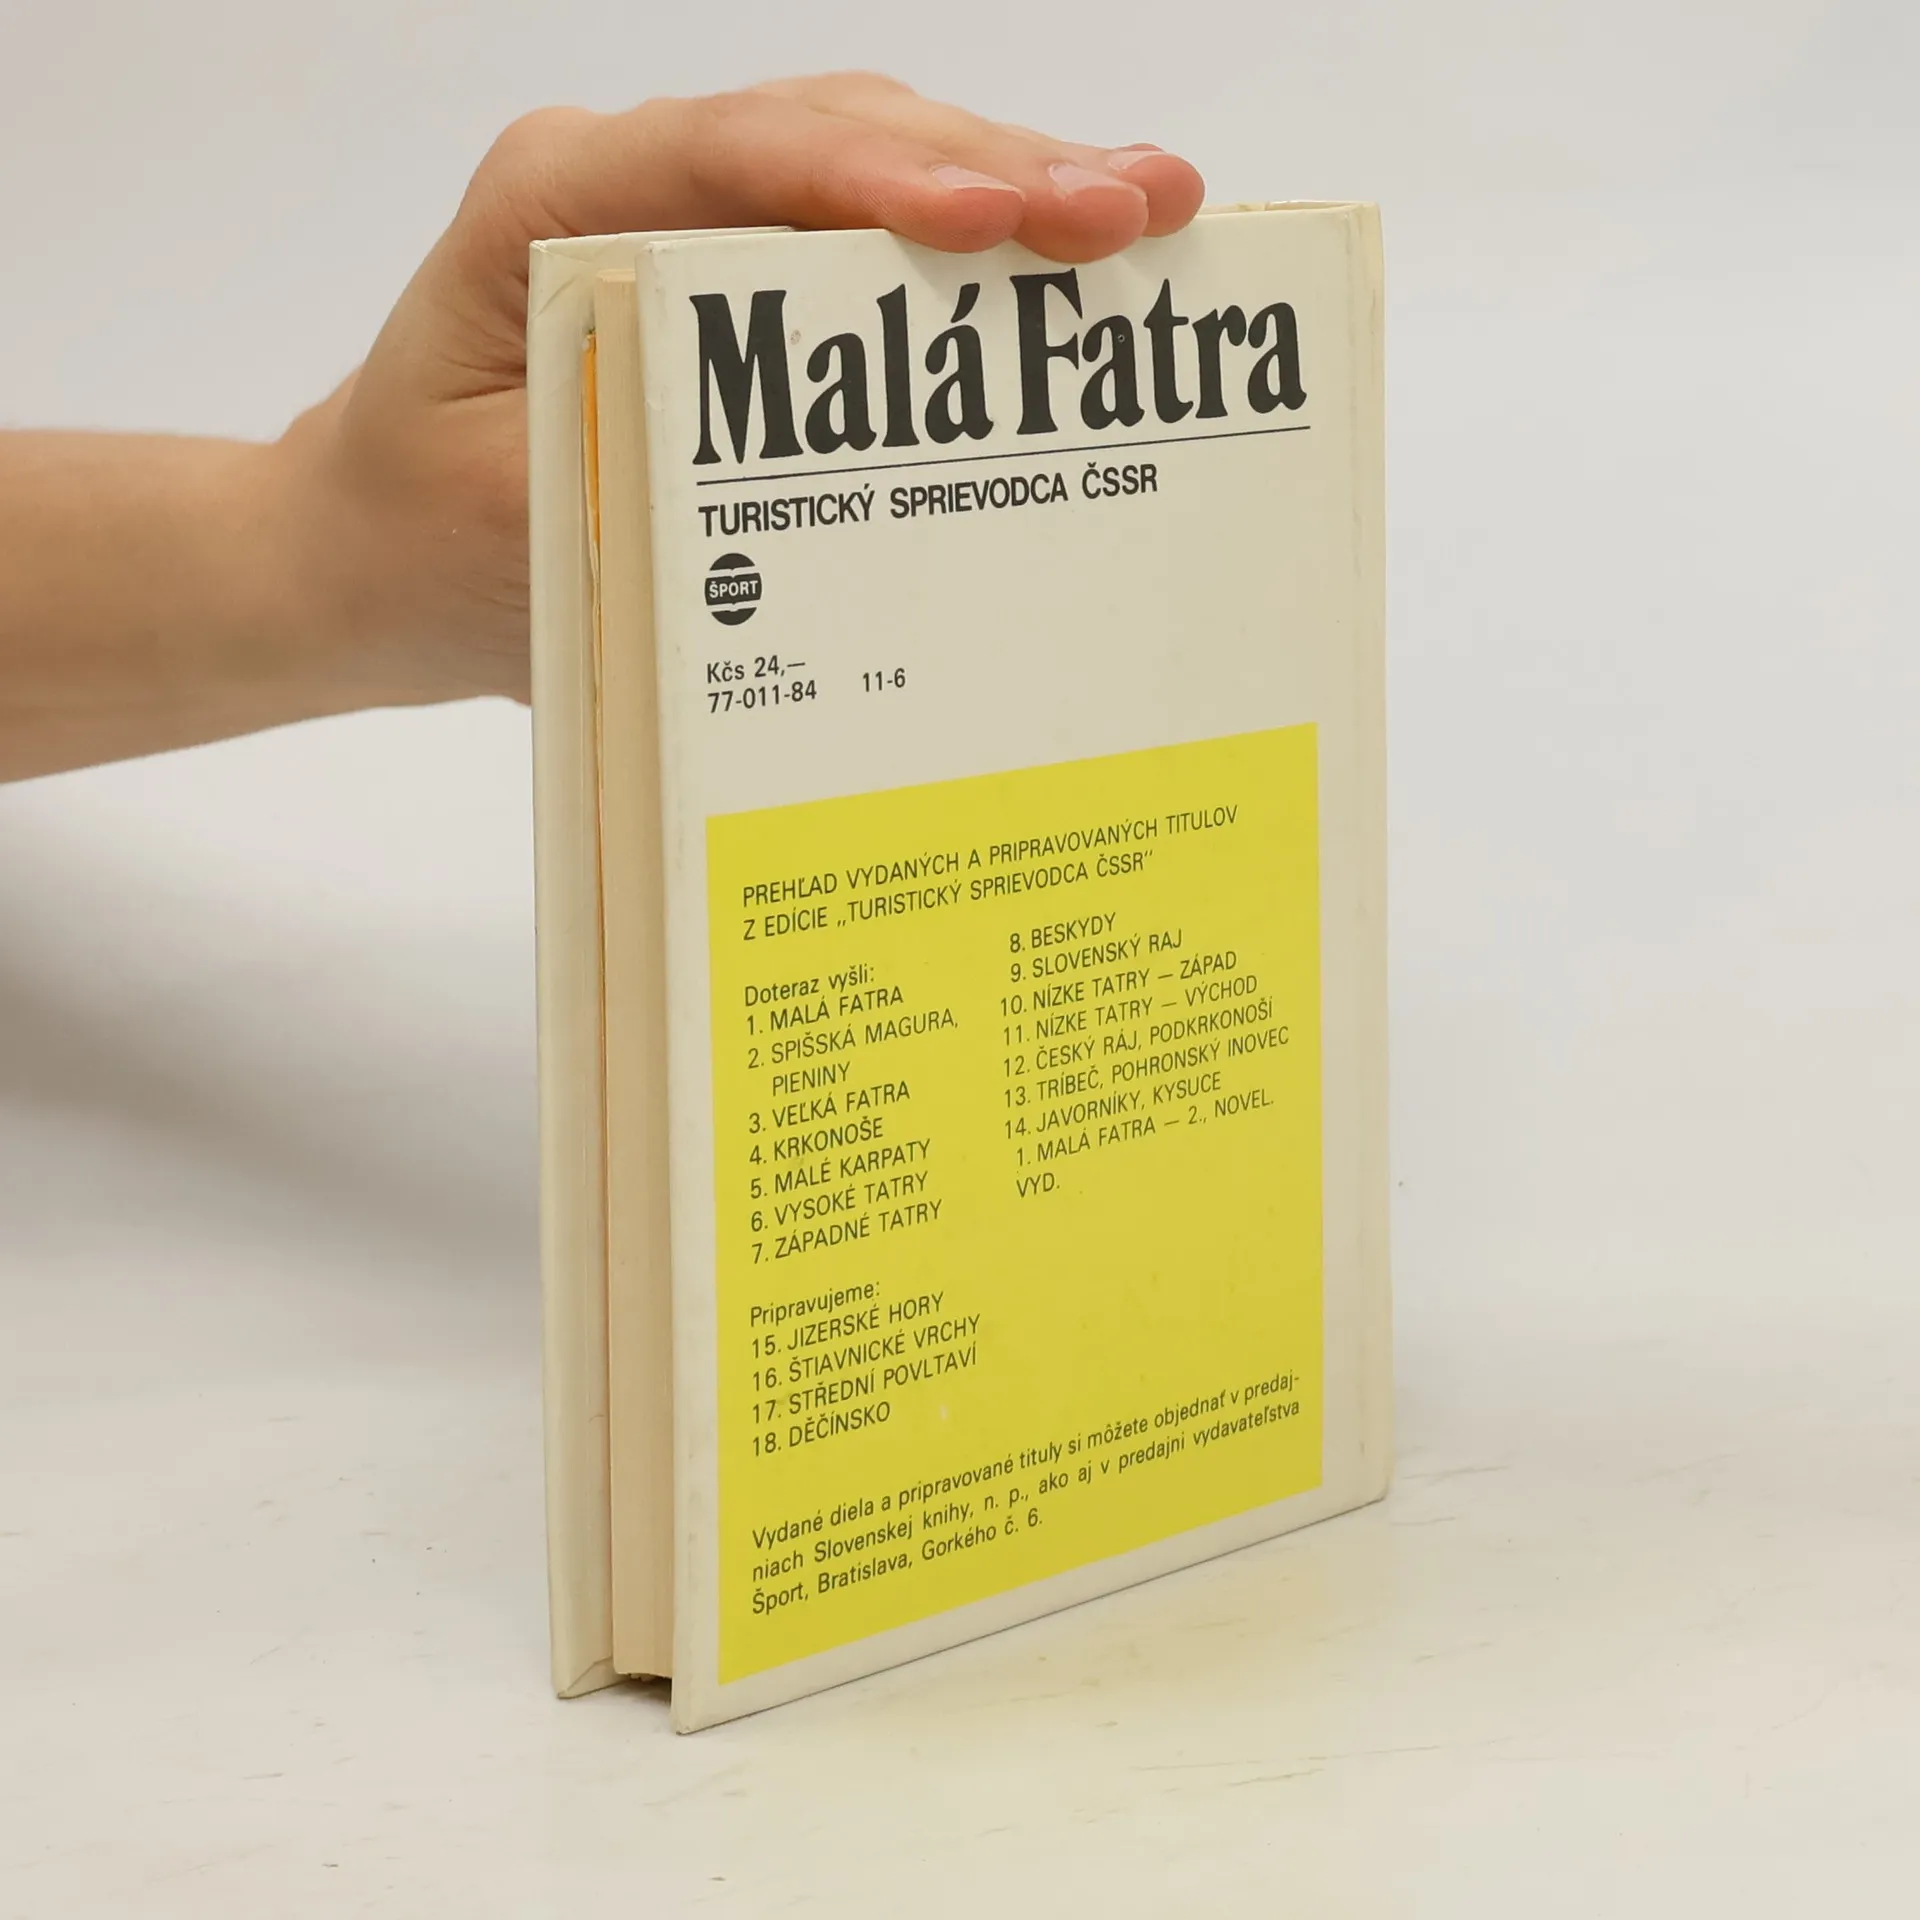 Malá Fatra
TURISTICKÝ SPRIEVODCA ČSSR
ŠPORT
Kčs 24,—
77-011-84 11-6
PREHĽAD VYDANÝCH A PRIPRAVOVANÝCH TITULOV
Z EDÍCIE „TURISTICKÝ SPRIEVODCA ČSSR“
Doteraz vyšli:
1. MALÁ FATRA
2. SPIŠSKÁ MAGURA,
PIENINY
3. VEĽKÁ FATRA
4. KRKONOŠE
5. MALÉ KARPATY
6. VYSOKÉ TATRY
7. ZÁPADNÉ TATRY
8. BESKYDY
9. SLOVENSKÝ RAJ
10. NÍZKE TATRY — ZÁPAD
11. NÍZKE TATRY — VÝCHOD
12. ČESKÝ RÁJ, PODKRKONOŠÍ
13. TRÍBEČ, POHRONSKÝ INOVEC
14. JAVORNÍKY, KYSUCE
1. MALÁ FATRA — 2., NOVEL.
VYD.
Pripravujeme:
15. JIZERSKÉ HORY
16. ŠTIAVNICKÉ VRCHY
17. STŘEDNÍ POVLTAVÍ
18. DĚČÍNSKO
Vydané diela a pripravované tituly si môžete objednať v predaj-
niach Slovenskej knihy, n. p., ako aj v predajni vydavateľstva
Šport, Bratislava, Gorkého č. 6.